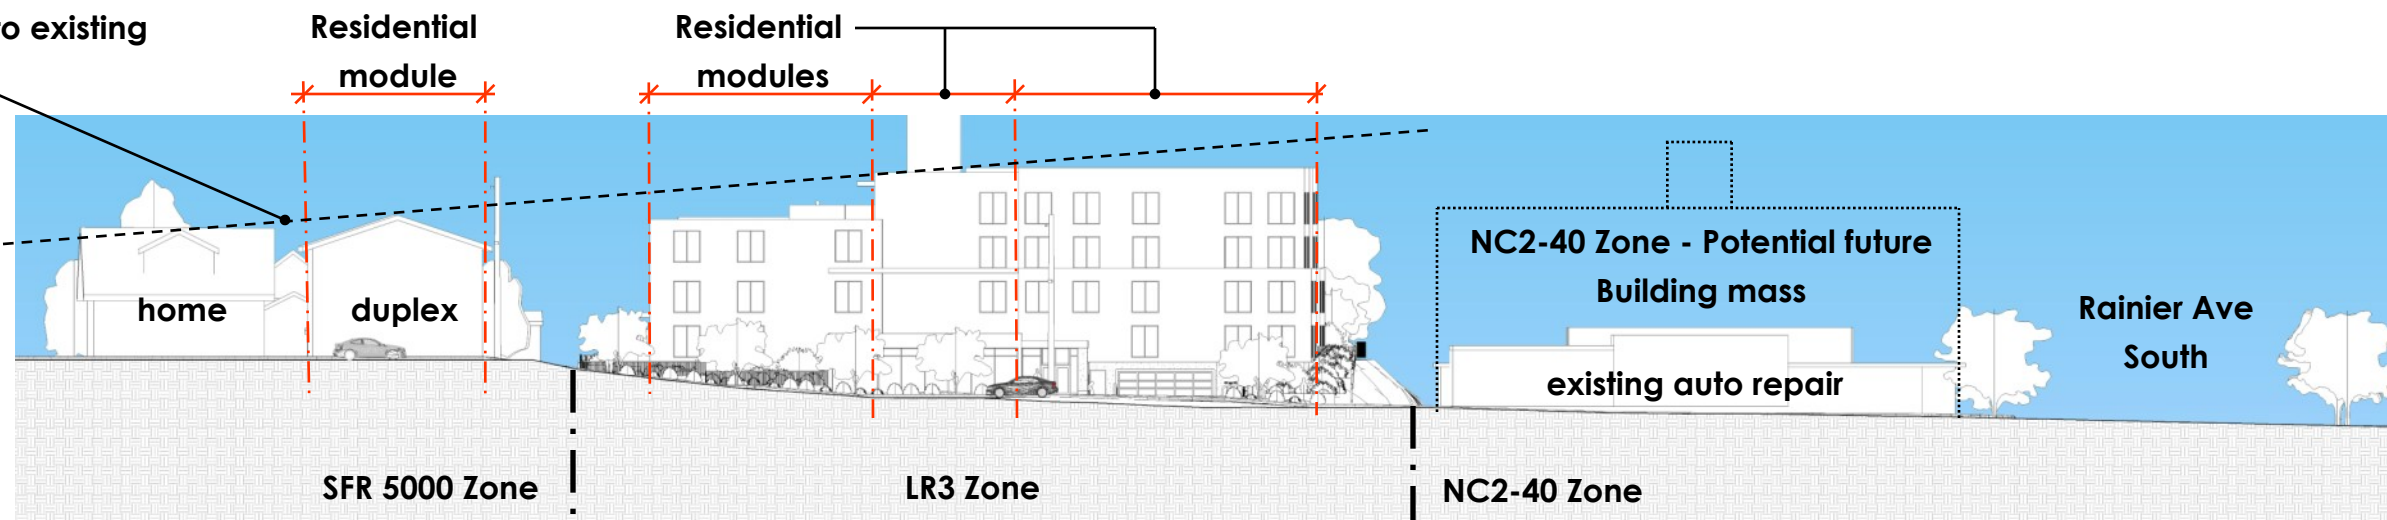 to existing
Residential
module
Residential
modules
home
duplex
NC2-40 Zone - Potential future
Building mass
existing auto repair
Rainier Ave
South
SFR 5000 Zone
LR3 Zone
NC2-40 Zone